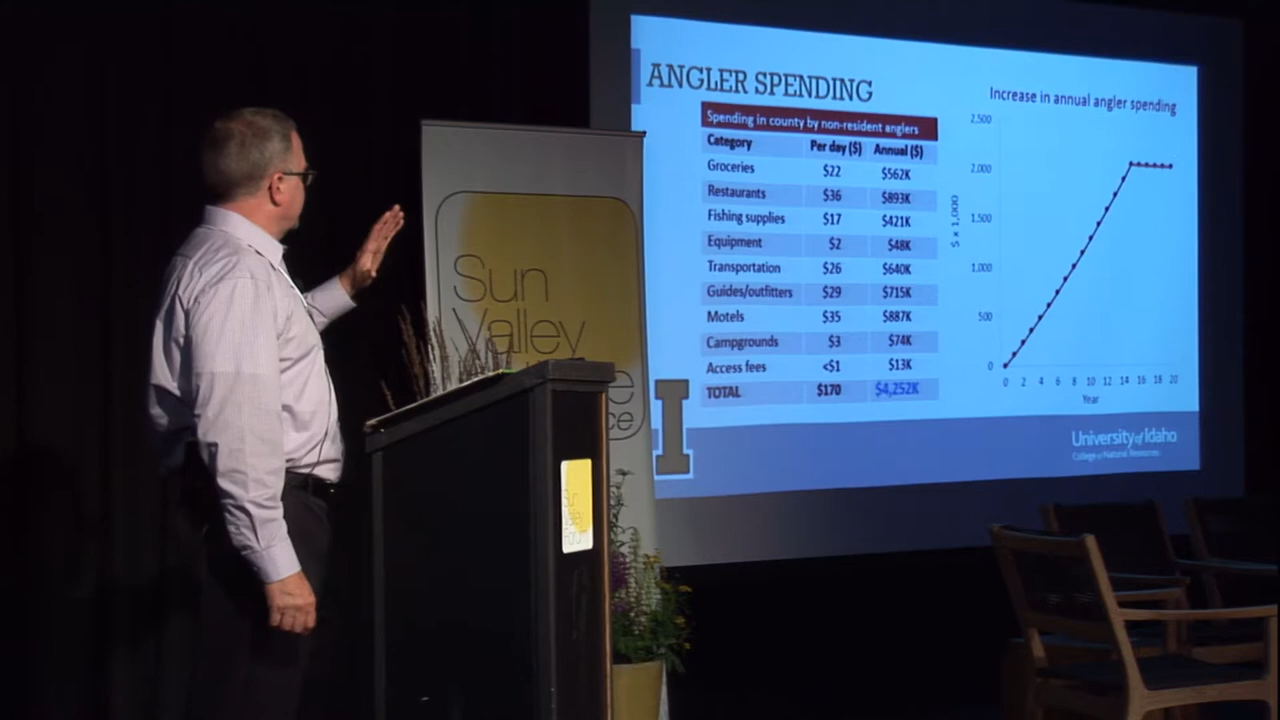 ANGLER SPENDING
Spending in county by non-resident anglers
Category Per day ($) Annual ($)
Groceries $22 $562K
Restaurants $36 $893K
Fishing supplies $17 $421K
Equipment $2 $48K
Transportation $26 $640K
Guides/outfitters $29 $715K
Motels $35 $887K
Campgrounds $3 $74K
Access fees <$1 $13K
TOTAL $170 $4,252K
Increase in annual angler spending
2,500
2,000
1,500
1,000
500
0
$ x 1,000
0 2 4 6 8 10 12 14 16 18 20
Year
I
University of Idaho
College of Natural Resources
Sun
Valley
Sun
Valley
Forum